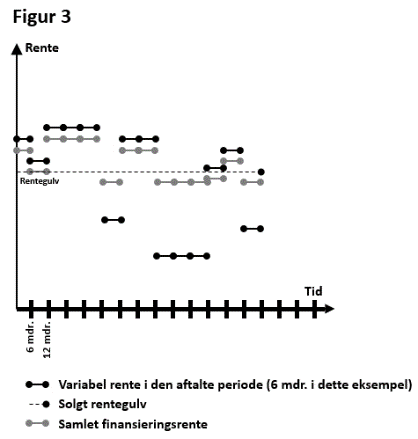 Figur 3
Rente
Rentegulv
Tid
6 mdr.
12 mdr.
Variabel rente i den aftalte periode (6 mdr. i dette eksempel)
Solgt rentegulv
Samlet finansieringsrente